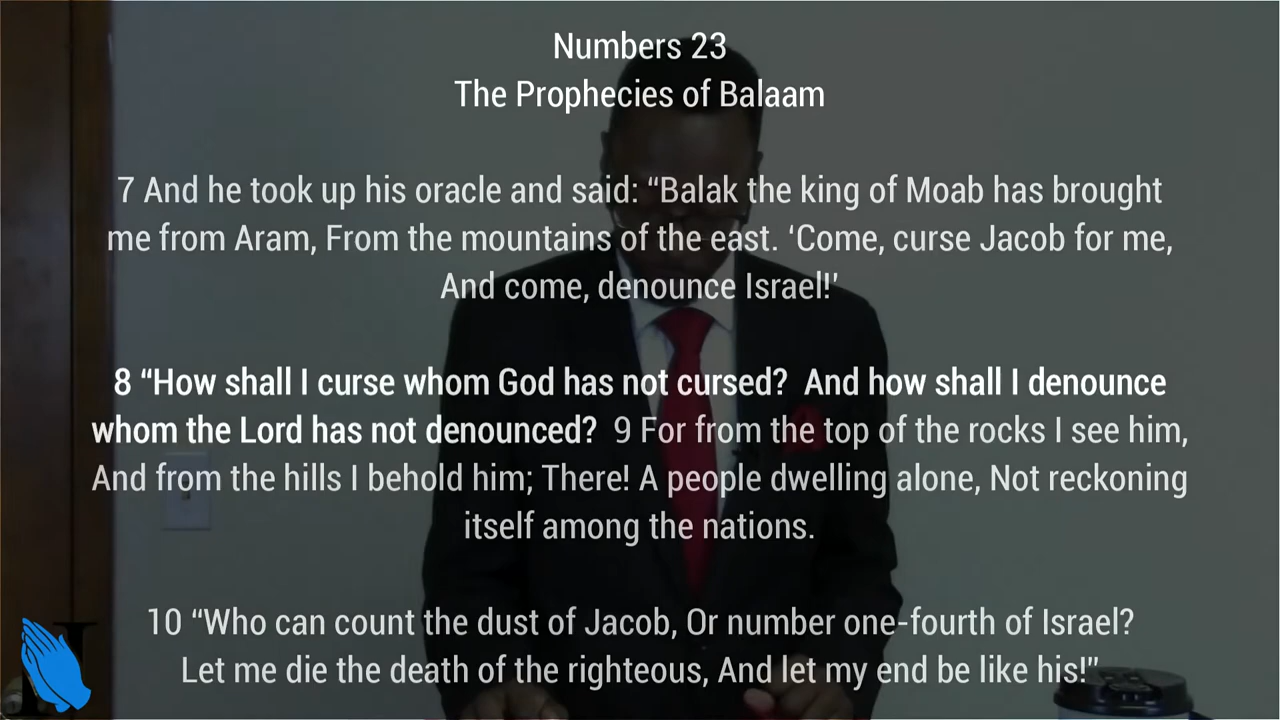 Numbers 23
The Prophecies of Balaam
7 And he took up his oracle and said: “Balak the king of Moab has brought
me from Aram, From the mountains of the east. ‘Come, curse Jacob for me,
And come, denounce Israel!’
8 “How shall I curse whom God has not cursed?  And how shall I denounce
whom the Lord has not denounced?  9 For from the top of the rocks I see him,
And from the hills I behold him; There! A people dwelling alone, Not reckoning
itself among the nations.
10 “Who can count the dust of Jacob, Or number one-fourth of Israel?
Let me die the death of the righteous, And let my end be like his!”